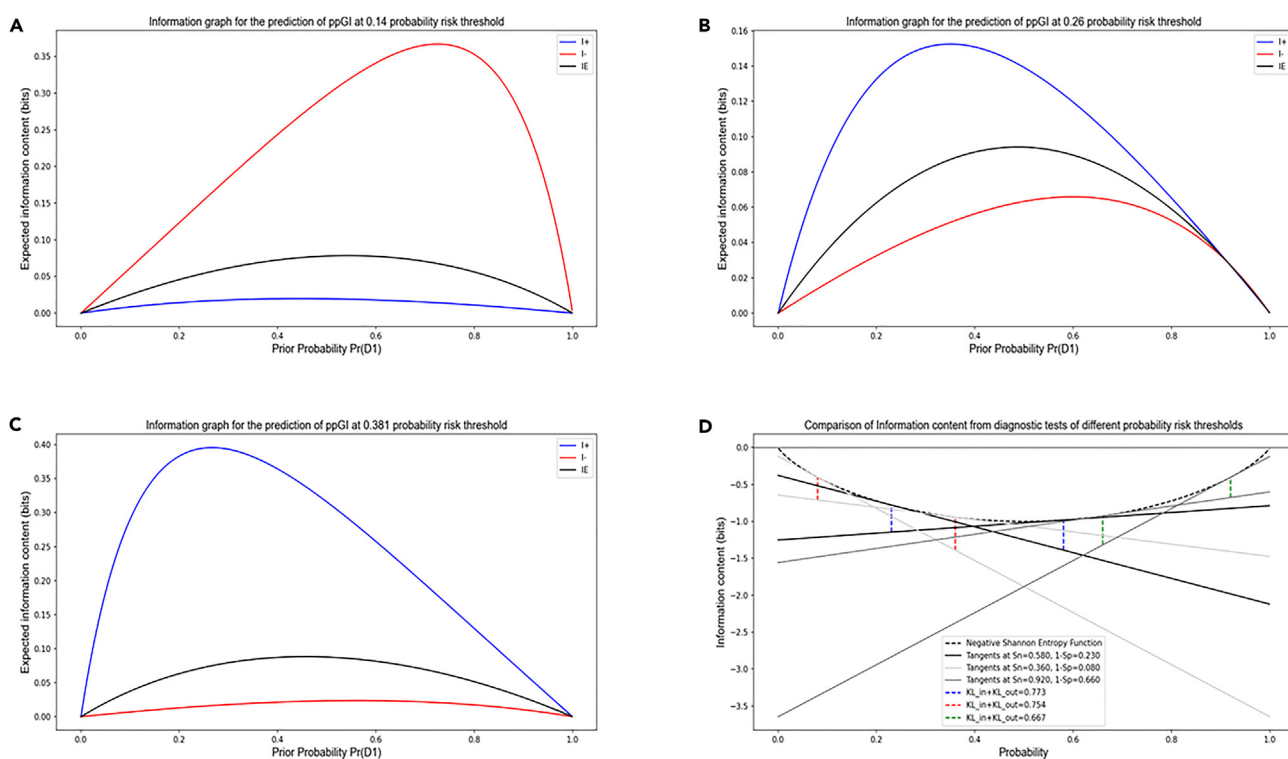 A
Information graph for the prediction of ppGI at 0.14 probability risk threshold
I+
I-
IE
Expected information content (bits)
0.35
0.30
0.25
0.20
0.15
0.10
0.05
0.00
0.0 0.2 0.4 0.6 0.8 1.0
Prior Probability Pr(D1)
B
Information graph for the prediction of ppGI at 0.26 probability risk threshold
I+
I-
IE
Expected information content (bits)
0.16
0.14
0.12
0.10
0.08
0.06
0.04
0.02
0.00
0.0 0.2 0.4 0.6 0.8 1.0
Prior Probability Pr(D1)
C
Information graph for the prediction of ppGI at 0.381 probability risk threshold
I+
I-
IE
Expected information content (bits)
0.40
0.35
0.30
0.25
0.20
0.15
0.10
0.05
0.00
0.0 0.2 0.4 0.6 0.8 1.0
Prior Probability Pr(D1)
D
Comparison of Information content from diagnostic tests of different probability risk thresholds
Information content (bits)
0.0
−0.5
−1.0
−1.5
−2.0
−2.5
−3.0
−3.5
Negative Shannon Entropy Function
Tangents at Sn=0.580, 1-Sp=0.230
Tangents at Sn=0.360, 1-Sp=0.080
Tangents at Sn=0.920, 1-Sp=0.660
KL_in+KL_out=0.773
KL_in+KL_out=0.754
KL_in+KL_out=0.667
0.0 0.2 0.4 0.6 0.8 1.0
Probability